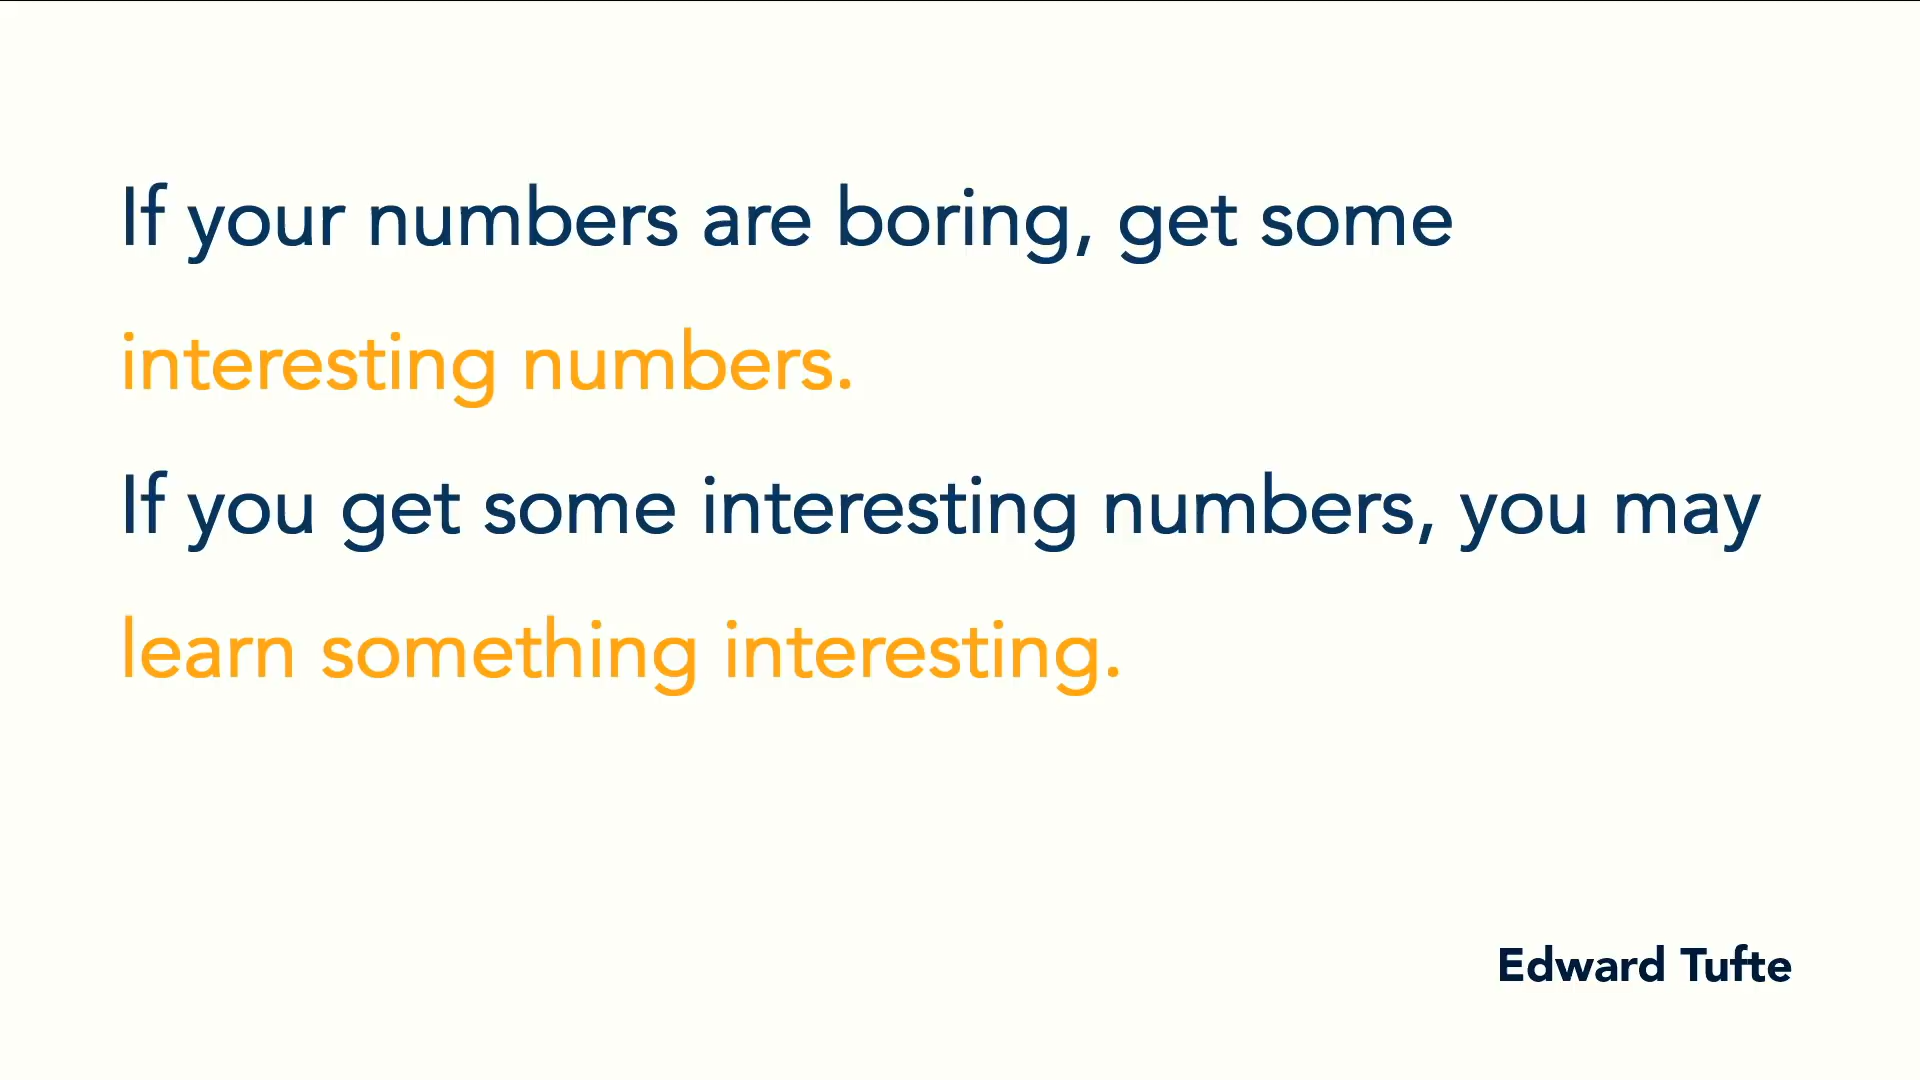 If your numbers are boring, get some
interesting numbers.
If you get some interesting numbers, you may
learn something interesting.
Edward Tufte